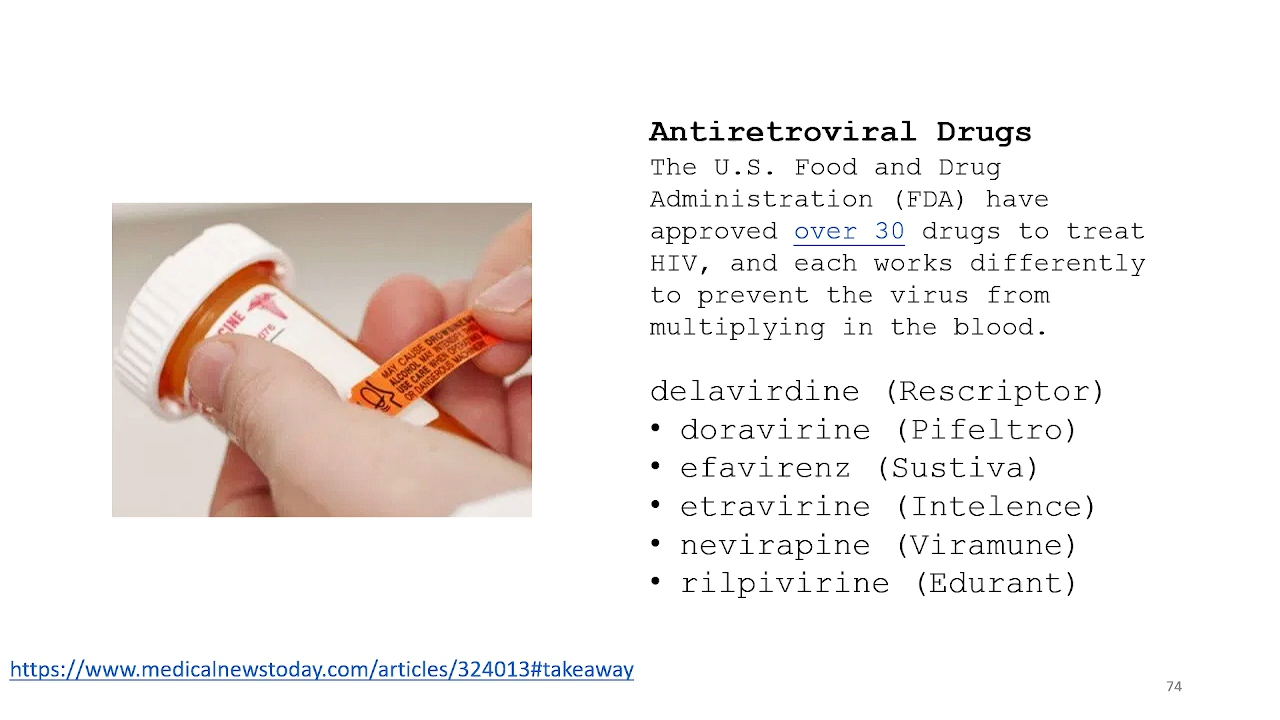 Antiretroviral Drugs
The U.S. Food and Drug
Administration (FDA) have
approved over 30 drugs to treat
HIV, and each works differently
to prevent the virus from
multiplying in the blood.
delavirdine (Rescriptor)
• doravirine (Pifeltro)
• efavirenz (Sustiva)
• etravirine (Intelence)
• nevirapine (Viramune)
• rilpivirine (Edurant)
MAY CAUSE DROWSINESS
ALCOHOL MAY INTENSIFY
USE CARE WHEN
OR DANGEROUS
https://www.medicalnewstoday.com/articles/324013#takeaway
74